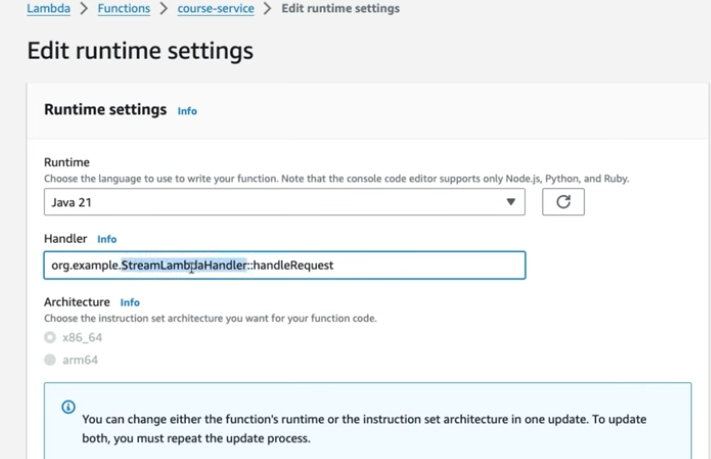 Lambda > Functions > course-service > Edit runtime settings
Edit runtime settings
Runtime settings Info
Runtime
Choose the language to use to write your function. Note that the console code editor supports only Node.js, Python, and Ruby.
Java 21
Handler Info
org.example.StreamLambdaHandler::handleRequest
Architecture Info
Choose the instruction set architecture you want for your function code.
x86_64
arm64
You can change either the function's runtime or the instruction set architecture in one update. To update
both, you must repeat the update process.